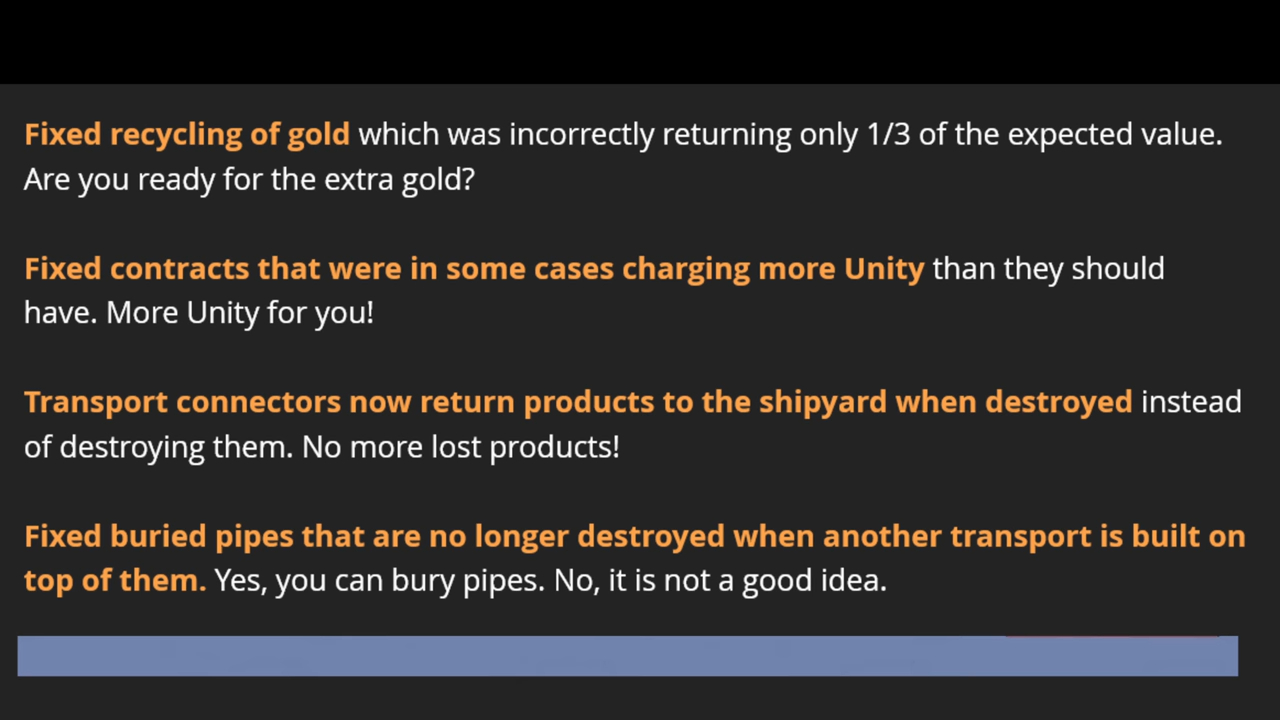 Fixed recycling of gold which was incorrectly returning only 1/3 of the expected value.
Are you ready for the extra gold?
Fixed contracts that were in some cases charging more Unity than they should
have. More Unity for you!
Transport connectors now return products to the shipyard when destroyed instead
of destroying them. No more lost products!
Fixed buried pipes that are no longer destroyed when another transport is built on
top of them. Yes, you can bury pipes. No, it is not a good idea.